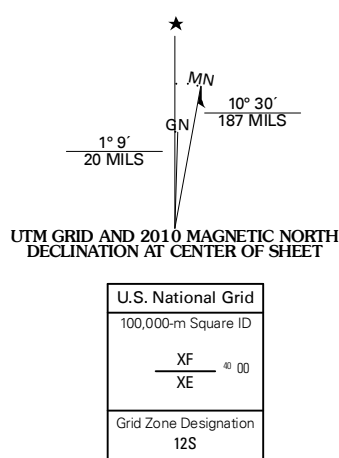 ★
MN
10° 30´
187 MILS
GN
1° 9´
20 MILS
UTM GRID AND 2010 MAGNETIC NORTH
DECLINATION AT CENTER OF SHEET
U.S. National Grid
100,000-m Square ID
XF
40 00
XE
Grid Zone Designation
12S